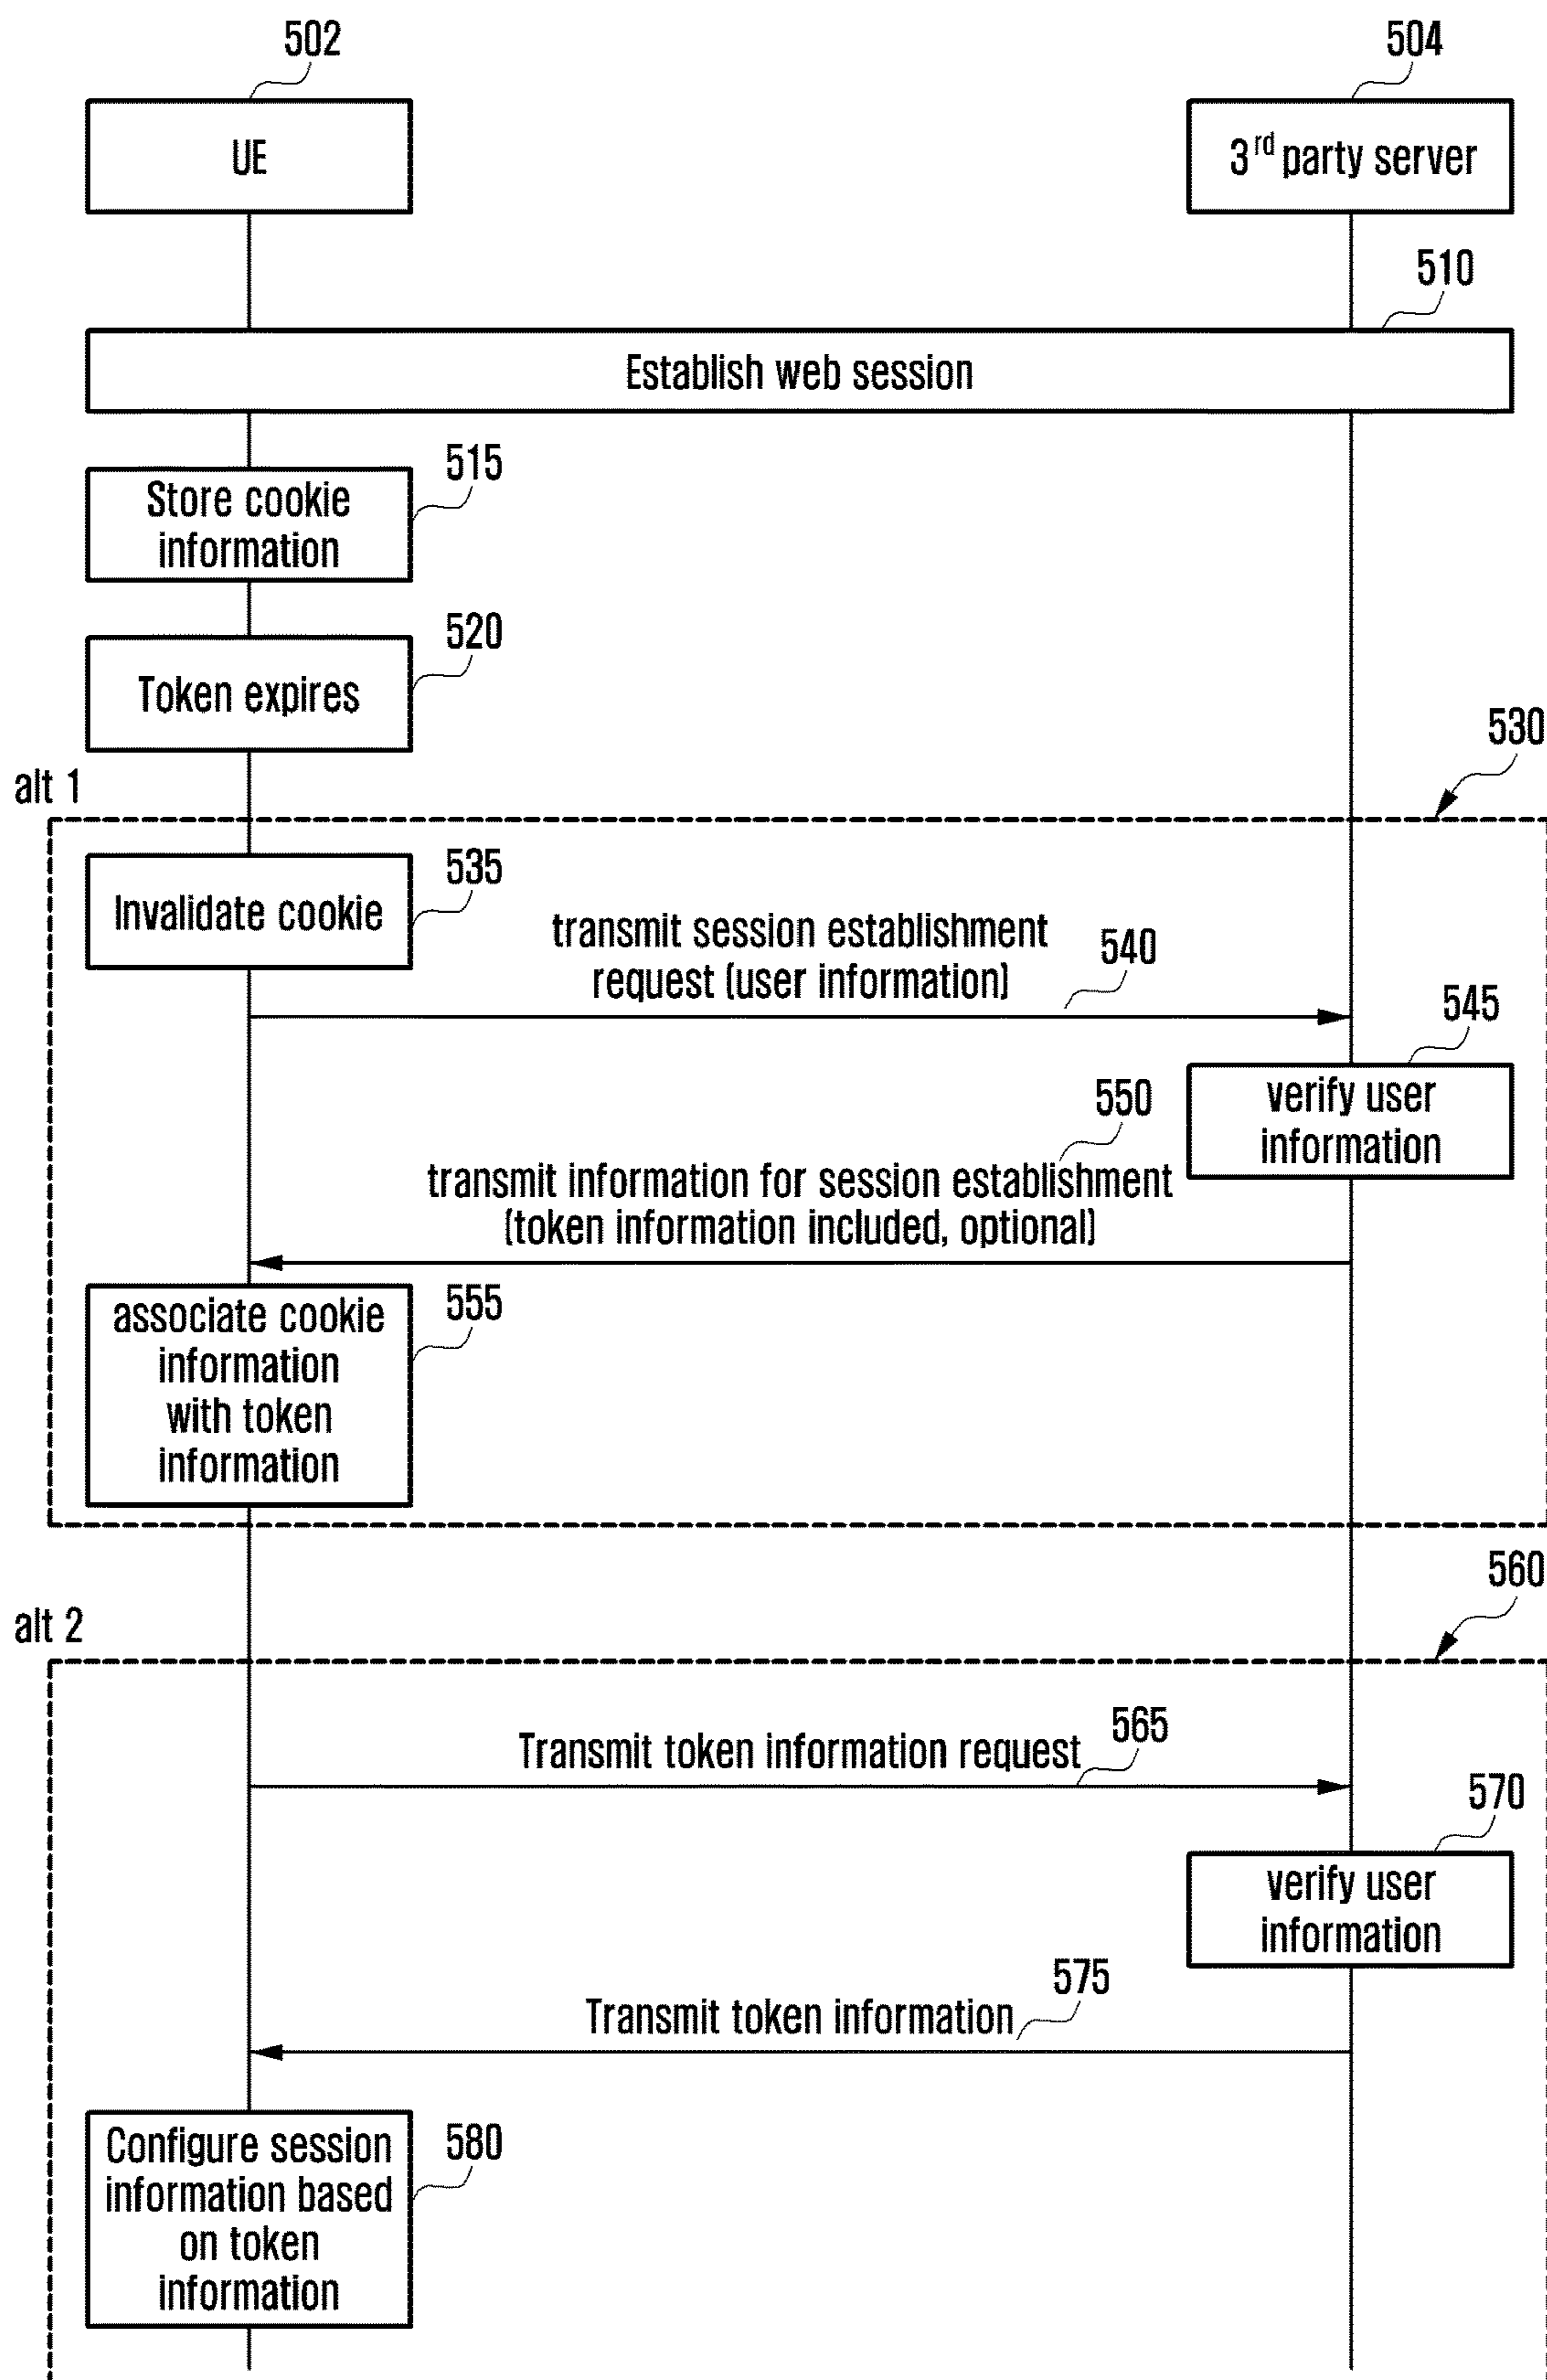 502
504
UE
3rd party server
510
Establish web session
515
Store cookie
information
520
Token expires
530
alt 1
535
Invalidate cookie
transmit session establishment
request (user information)
540
545
verify user
information
550
transmit information for session establishment
(token information included, optional)
555
associate cookie
information
with token
information
560
alt 2
Transmit token information request
565
570
verify user
information
575
Transmit token information
580
Configure session
information based
on token
information